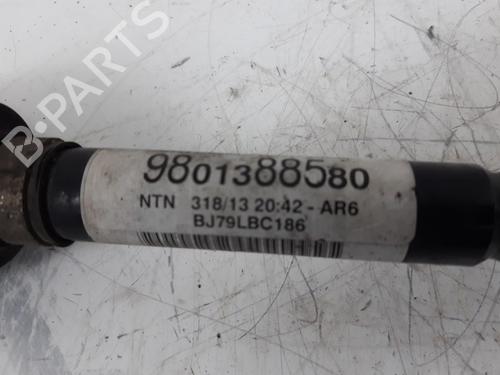 B-PARTS
9801388580
NTN 318/13 20:42 - AR6
BJ79LBC186